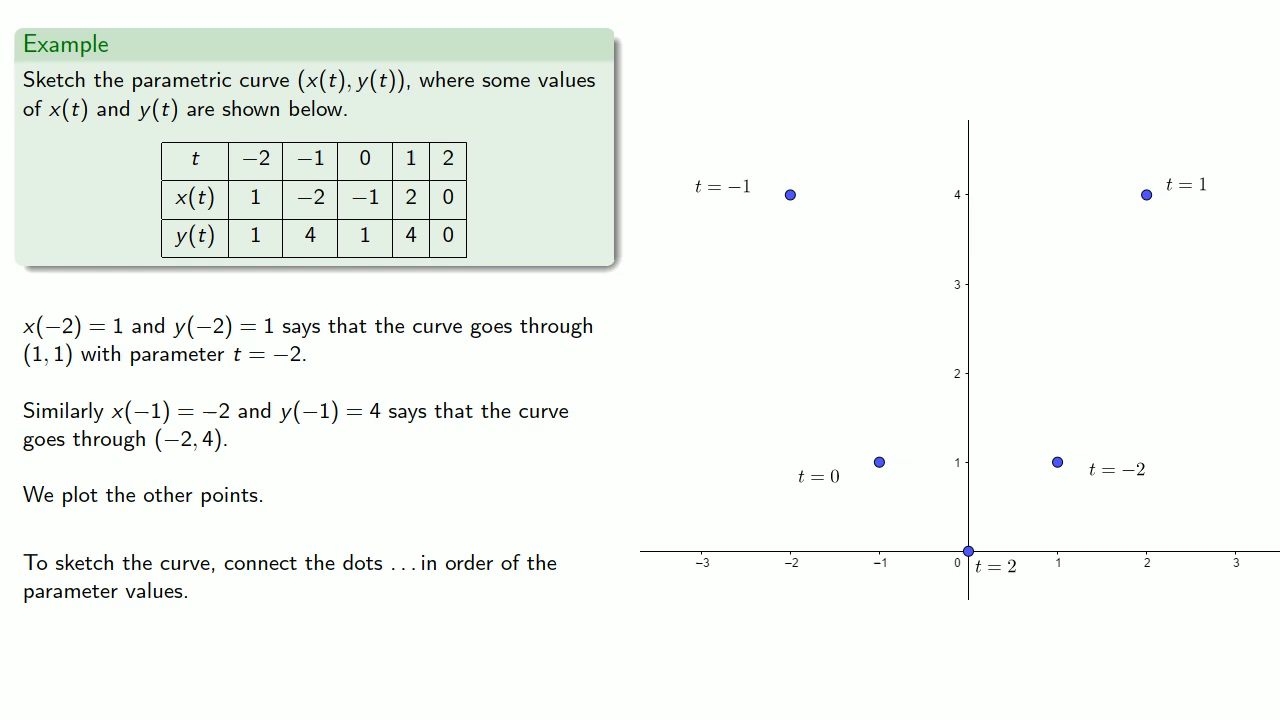 Example
Sketch the parametric curve (x(t), y(t)), where some values
of x(t) and y(t) are shown below.
t −2 −1 0 1 2
x(t) 1 −2 −1 2 0
y(t) 1 4 1 4 0
x(−2) = 1 and y(−2) = 1 says that the curve goes through
(1, 1) with parameter t = −2.
Similarly x(−1) = −2 and y(−1) = 4 says that the curve
goes through (−2, 4).
We plot the other points.
To sketch the curve, connect the dots . . . in order of the
parameter values.
t = −1
4
t = 1
3
2
t = 0
1
t = −2
−3 −2 −1 0 1 2 3
t = 2